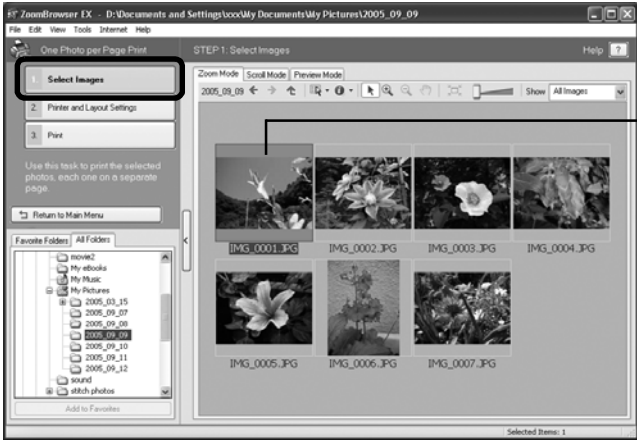 ZoomBrowser EX - D:\Documents and Settings\xxx\My Documents\My Pictures\2005_09_09
File Edit View Tools Internet Help
One Photo per Page Print
STEP 1: Select Images
Help ?
1. Select Images
2. Printer and Layout Settings
3. Print
Use this task to print the selected
photos, each one on a separate
page.
Return to Main Menu
Favorite Folders All Folders
movie2
My eBooks
My Music
My Pictures
2005_03_15
2005_09_07
2005_09_08
2005_09_09
2005_09_10
2005_09_11
2005_09_12
sound
stitch photos
Add to Favorites
Zoom Mode Scroll Mode Preview Mode
2005_09_09 Show All Images
IMG_0001.JPG IMG_0002.JPG IMG_0003.JPG IMG_0004.JPG
IMG_0005.JPG IMG_0006.JPG IMG_0007.JPG
Selected Items: 1